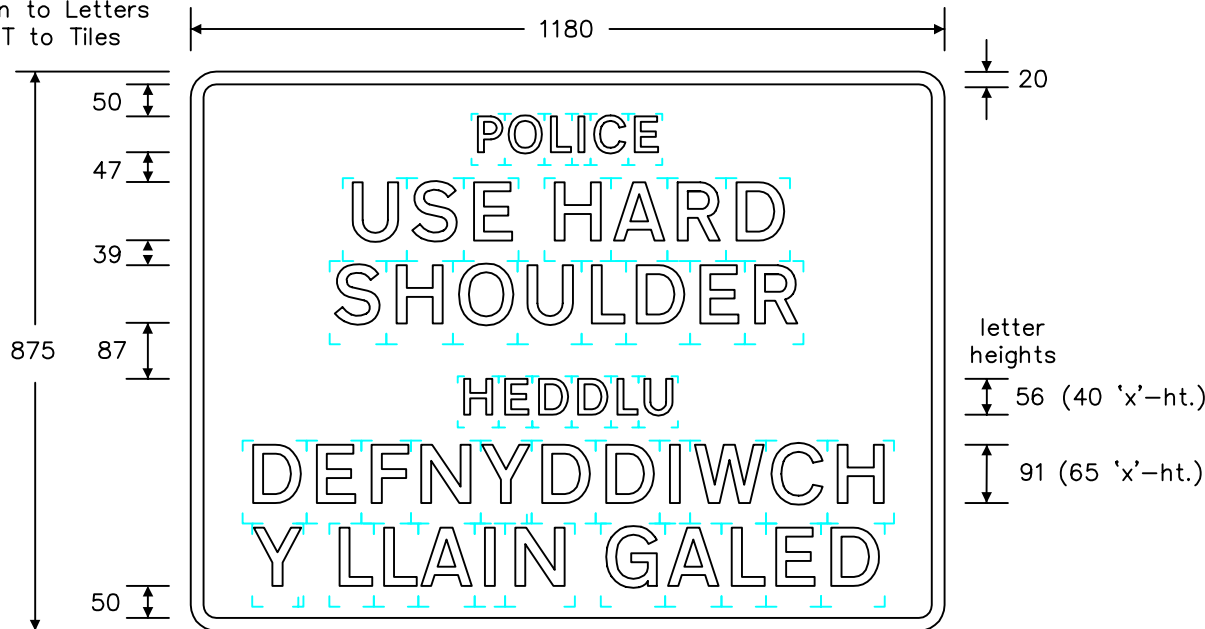 n to Letters
T to Tiles
1180
20
50
POLICE
47
USE HARD
39
SHOULDER
875
87
letter
heights
HEDDLU
56 (40 'x'-ht.)
DEFNYDDIWCH
91 (65 'x'-ht.)
Y LLAIN GALED
50